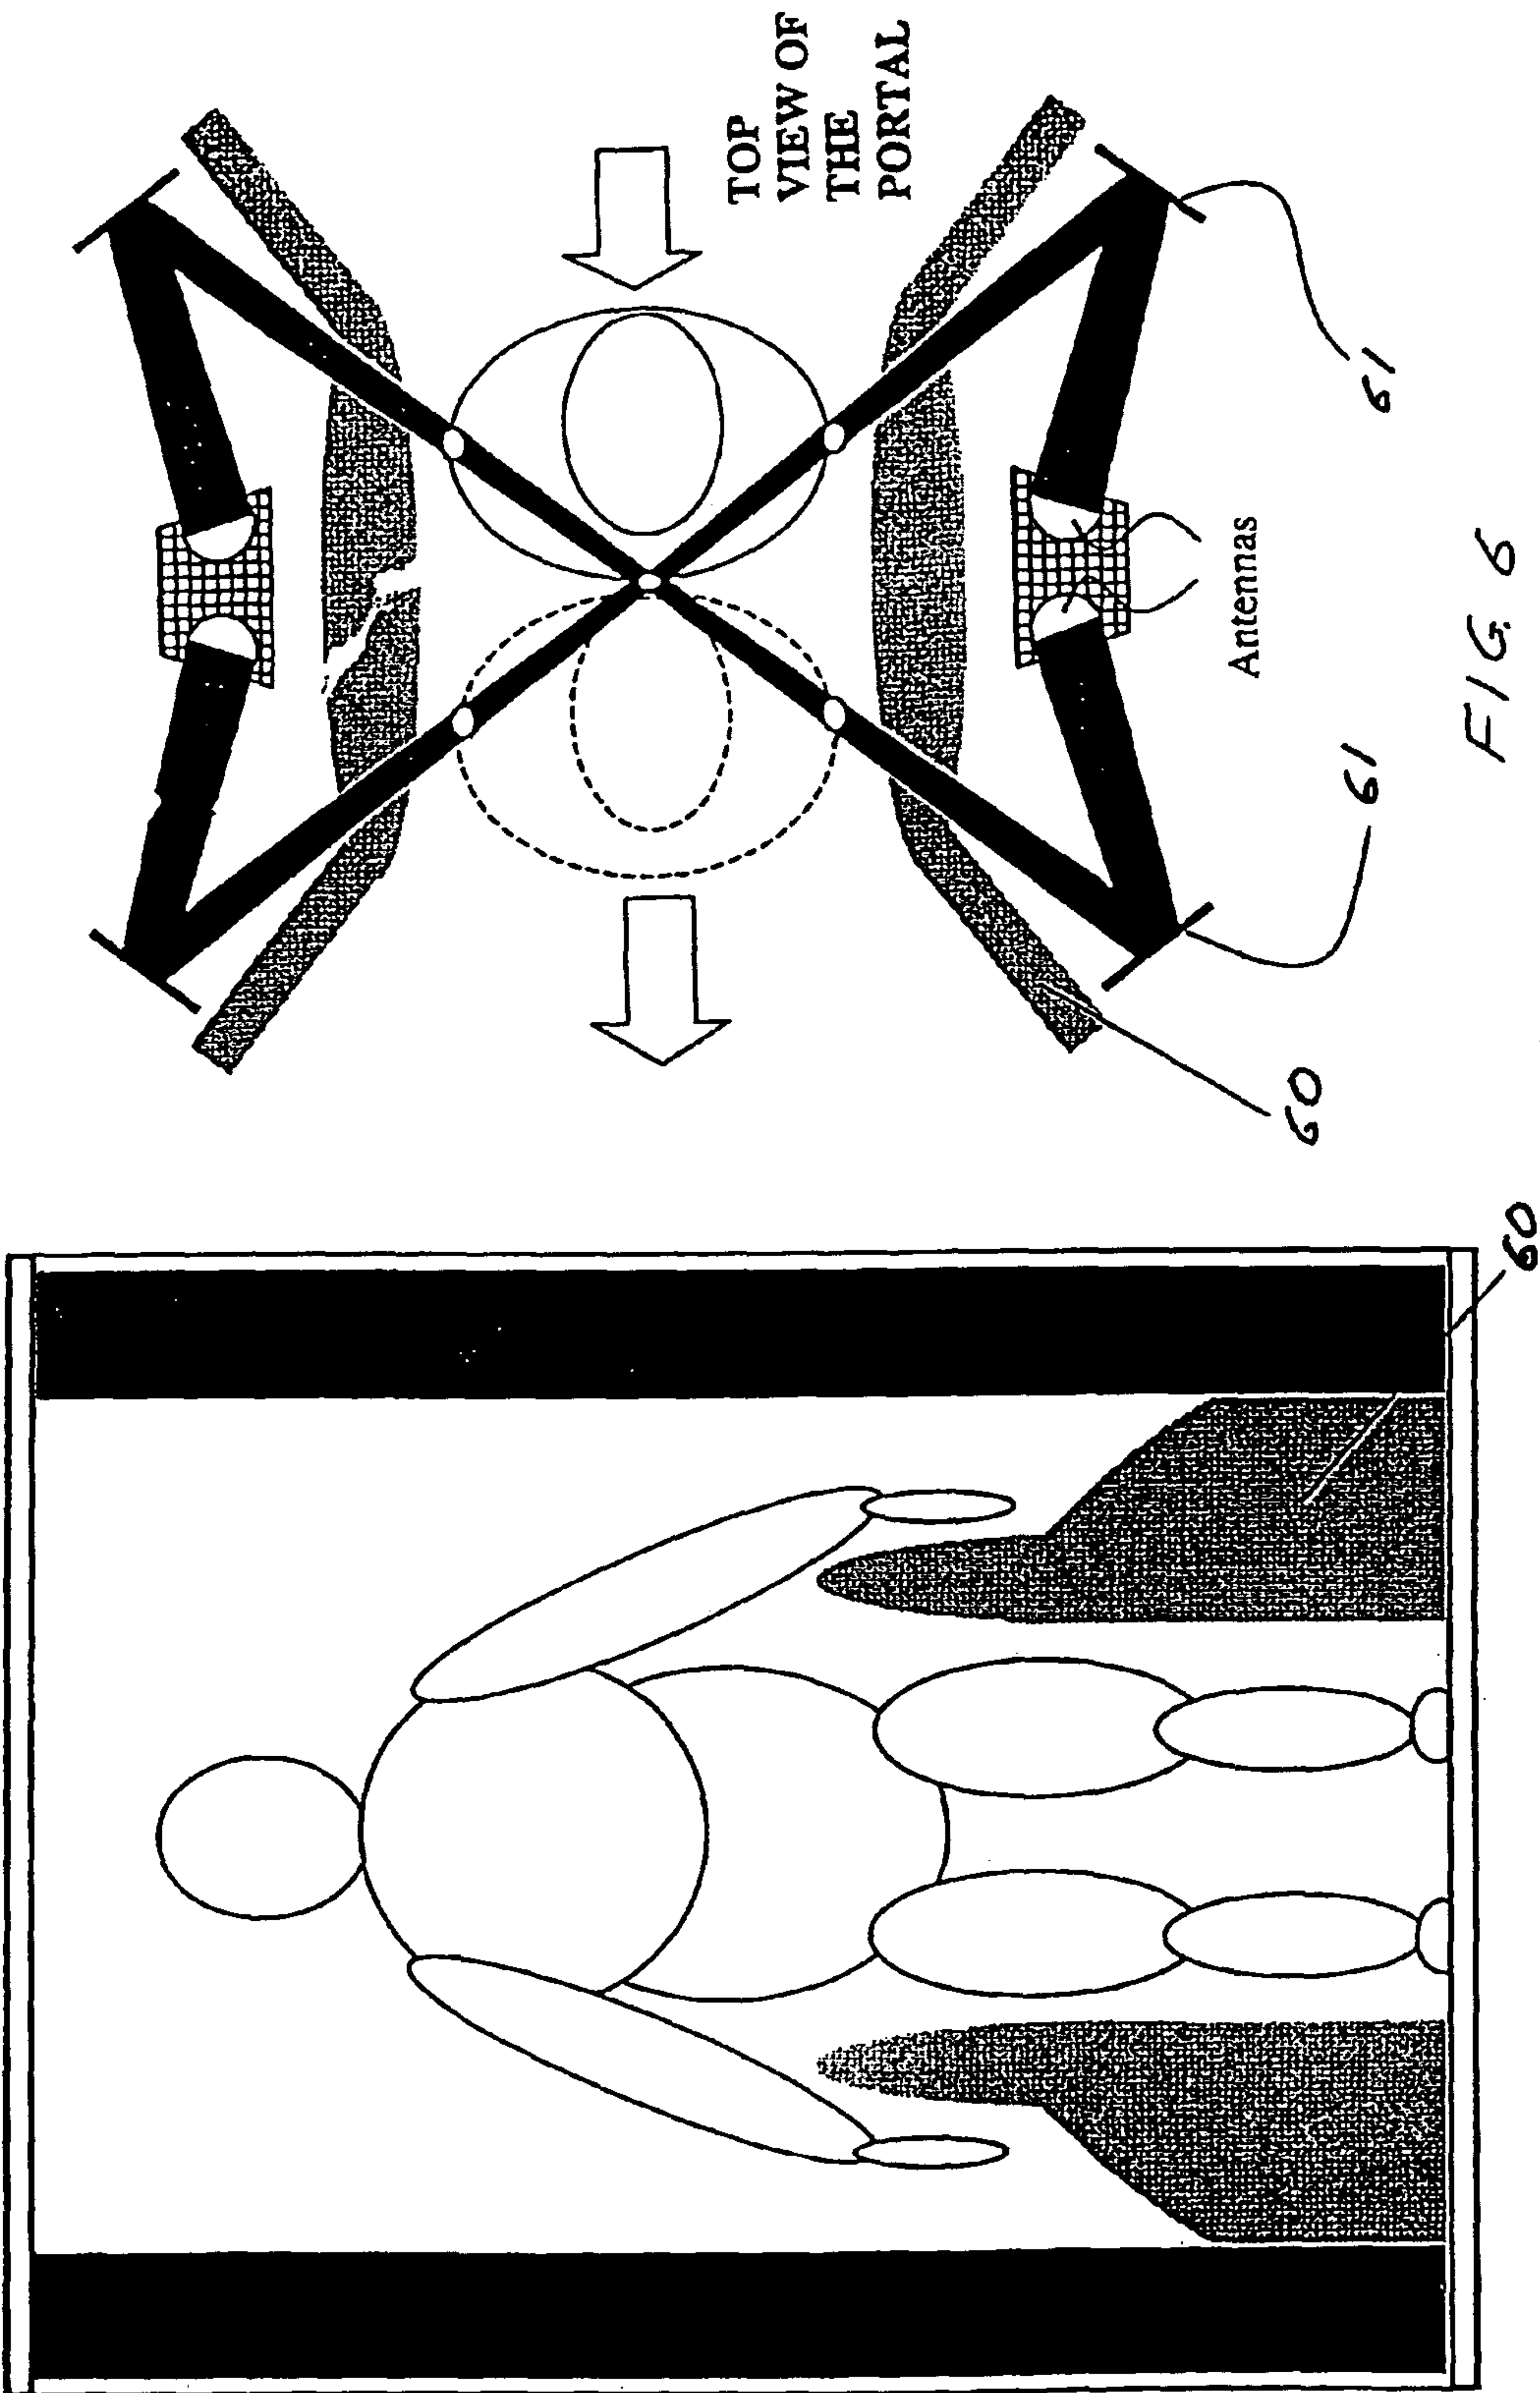 TOP
VIEW OF
THE
PORTAL
61
Antennas
61
60
FIG. 6
60